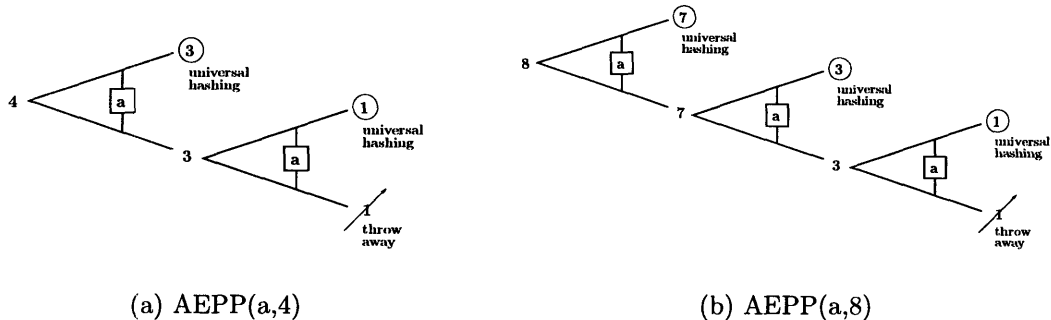 4
3
universal
hashing
a
3
1
universal
hashing
a
1
throw
away
(a) AEPP(a,4)
8
7
universal
hashing
a
7
3
universal
hashing
a
3
1
universal
hashing
a
1
throw
away
(b) AEPP(a,8)